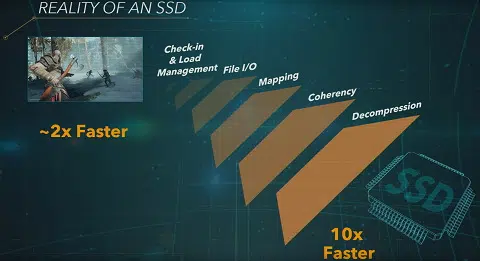 REALITY OF AN SSD
Check-in
& Load
Management
File I/O
Mapping
Coherency
Decompression
~2x Faster
SSD
10x
Faster